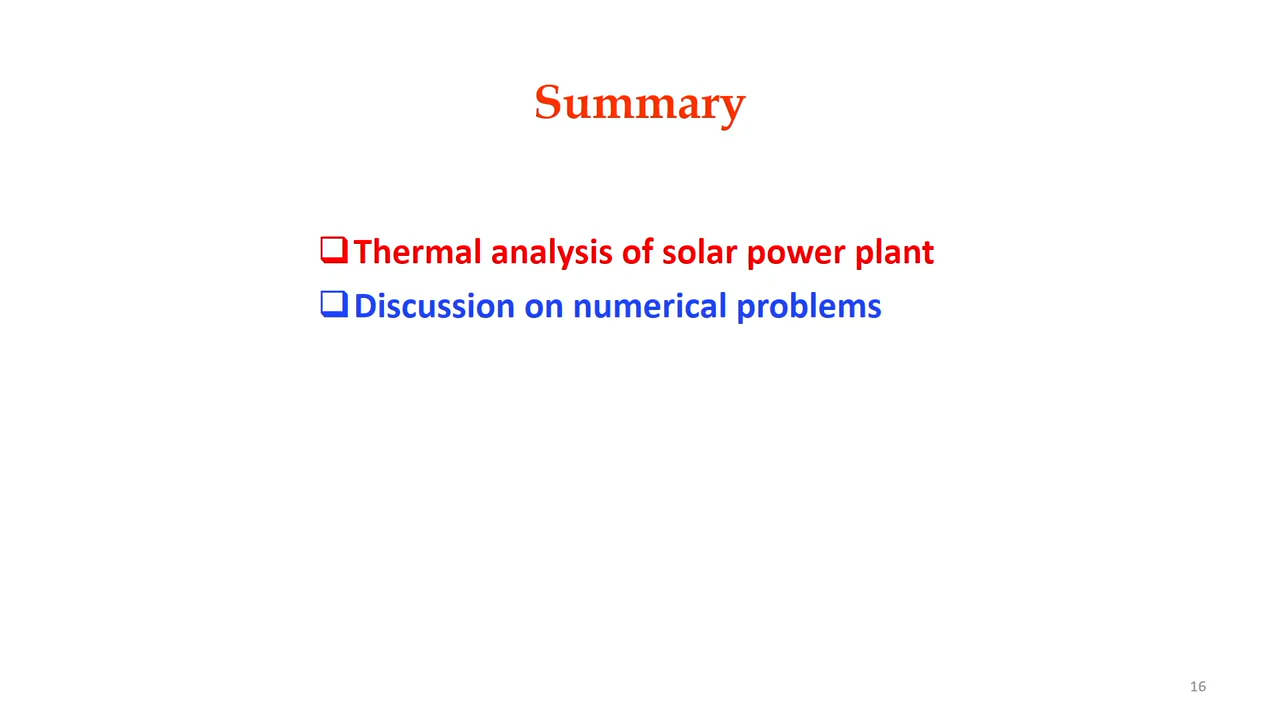 Summary
❑Thermal analysis of solar power plant
❑Discussion on numerical problems
16